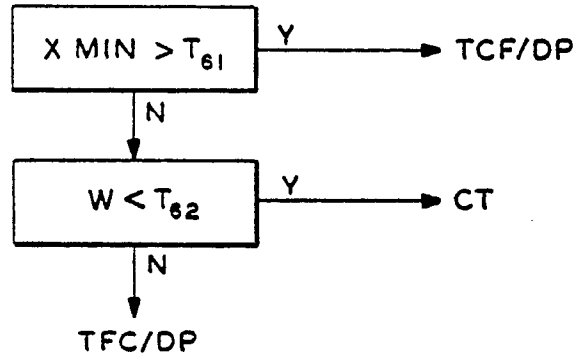 X MIN > T61
Y
TCF/DP
N
W < T62
Y
CT
N
TFC/DP